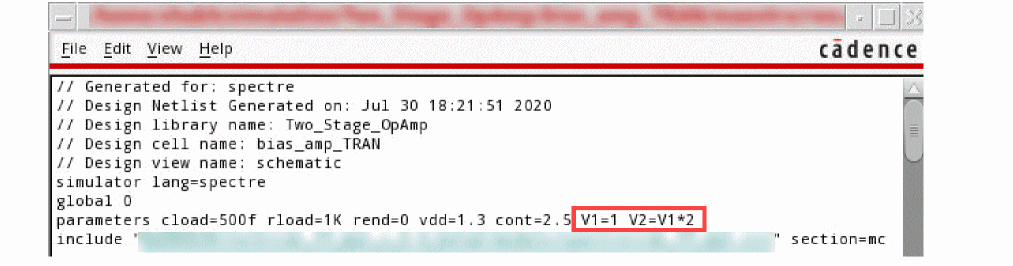 File Edit View Help cādence
// Generated for: spectre
// Design Netlist Generated on: Jul 30 18:21:51 2020
// Design library name: Two_Stage_OpAmp
// Design cell name: bias_amp_TRAN
// Design view name: schematic
simulator lang=spectre
global 0
parameters cload=500f rload=1K rend=0 vdd=1.3 cont=2.5 V1=1 V2=V1*2
include " " section=mc